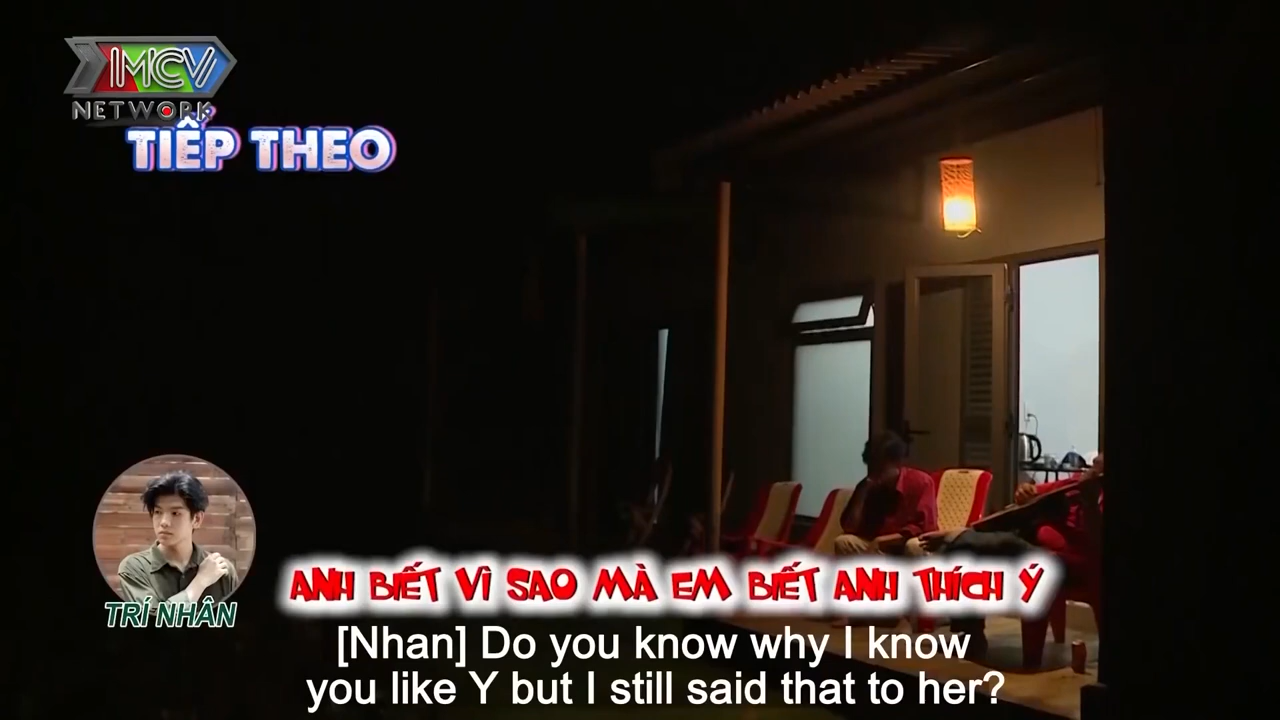 MCV
NETWORK
TIẾP THEO
TRÍ NHÂN
ANH BIẾT VÌ SAO MÀ EM BIẾT ANH THÍCH Ý
[Nhan] Do you know why I know
you like Y but I still said that to her?